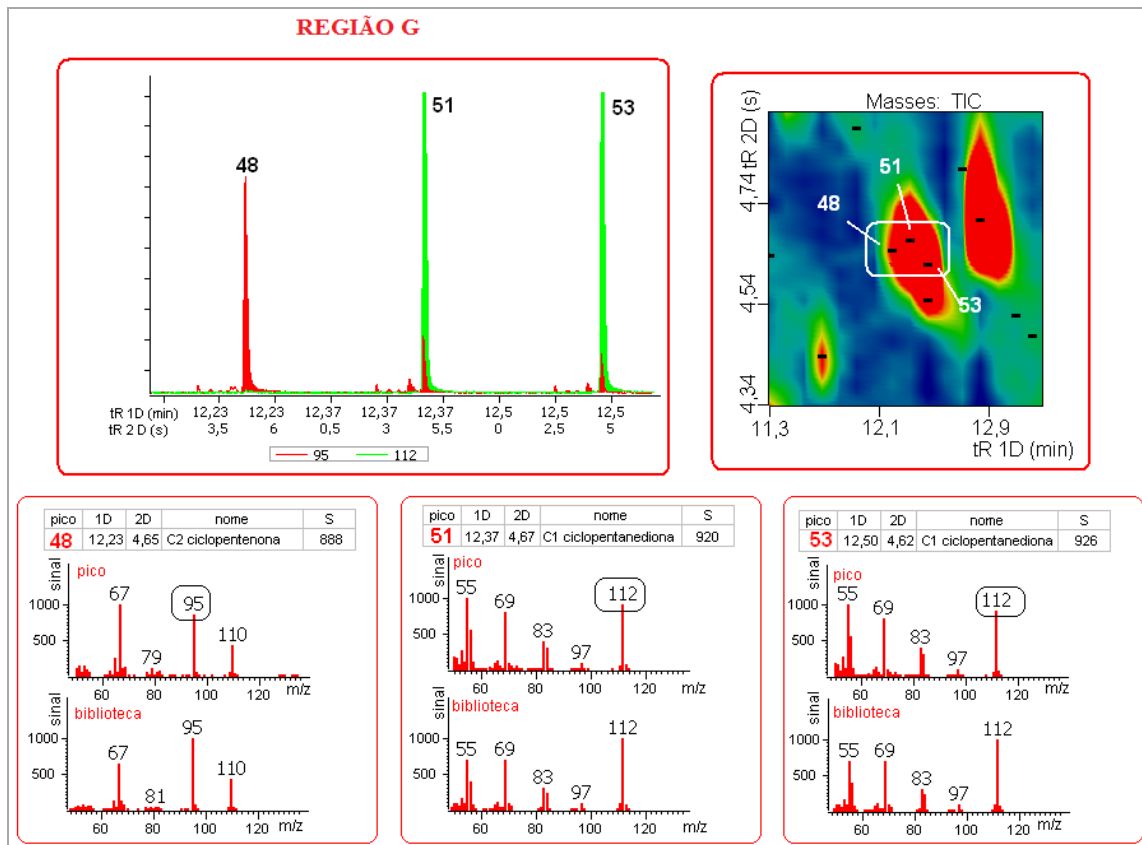 REGIÃO G
48
51
53
tR 1D (min) 12,23 12,23 12,37 12,37 12,37 12,5 12,5
tR 2 D (s) 3,5 6 0,5 3 5,5 0 2,5 5
95 112
Masses: TIC
tR 2D (s)
4,74
4,54
4,34
51
48
53
11,3 12,1 12,9
tR 1D (min)
pico 1D 2D nome S
48 12,23 4,65 C2 ciclopentenona 888
sinal
pico
1000
500
67
95
79
110
60 80 100 120 m/z
sinal
biblioteca
1000
500
95
67
110
81
60 80 100 120 m/z
pico 1D 2D nome S
51 12,37 4,67 C1 ciclopentanediona 920
sinal
pico
1000
500
55
69
112
83
97
60 80 100 120 m/z
sinal
biblioteca
1000
500
112
55
69
83
97
60 80 100 120 m/z
pico 1D 2D nome S
53 12,50 4,62 C1 ciclopentanediona 926
sinal
pico
1000
500
55
69
112
83
97
60 80 100 120 m/z
sinal
biblioteca
1000
500
112
55
69
83
97
60 80 100 120 m/z